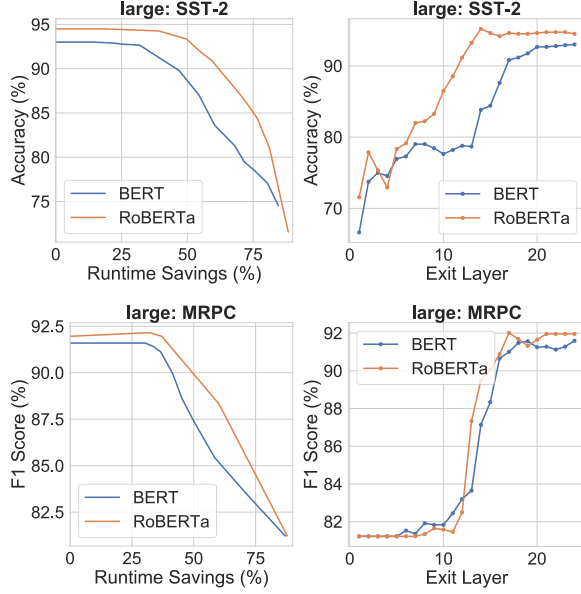 large: SST-2
95
90
85
80
75
Accuracy (%)
BERT
RoBERTa
0
25
50
75
Runtime Savings (%)
large: SST-2
90
80
70
Accuracy (%)
BERT
RoBERTa
0
10
20
Exit Layer
large: MRPC
92.5
90.0
87.5
85.0
82.5
F1 Score (%)
BERT
RoBERTa
0
25
50
75
Runtime Savings (%)
large: MRPC
92
90
88
86
84
82
F1 Score (%)
BERT
RoBERTa
0
10
20
Exit Layer